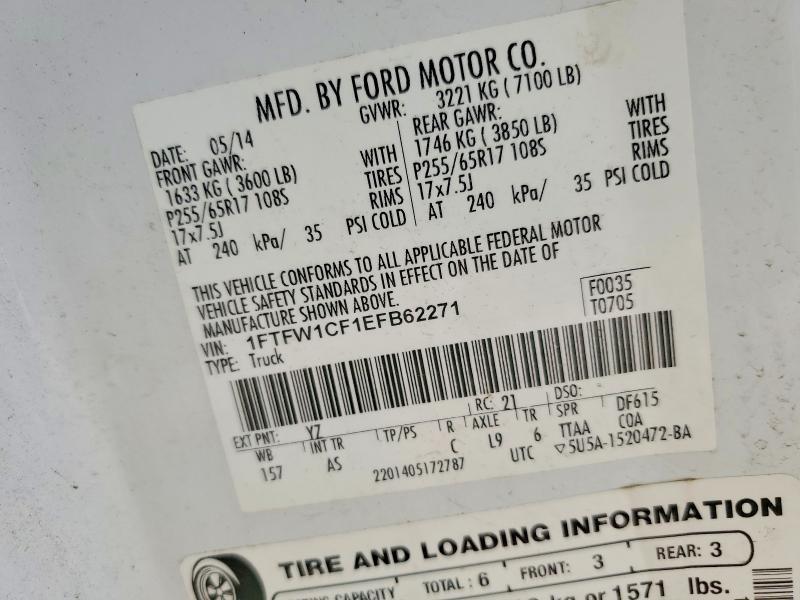 MFD. BY FORD MOTOR CO.
DATE: 05/14 GVWR: 3221 KG ( 7100 LB)
FRONT GAWR: REAR GAWR:
1633 KG ( 3600 LB) WITH 1746 KG ( 3850 LB) WITH
P255/65R17 108S TIRES P255/65R17 108S TIRES
17x7.5J RIMS 17x7.5J RIMS
AT 240 kPa/ 35 PSI COLD AT 240 kPa/ 35 PSI COLD
THIS VEHICLE CONFORMS TO ALL APPLICABLE FEDERAL MOTOR
VEHICLE SAFETY STANDARDS IN EFFECT ON THE DATE OF
MANUFACTURE SHOWN ABOVE.
VIN: 1FTFW1CF1EFB62271 F0035
TYPE: Truck T0705
EXT PNT: YZ RC: 21 DSO:
WB INT TR TP/PS R AXLE TR SPR DF615
157 AS C L9 6 TTAA COA
2201405172787 UTC ▽5U5A-1520472-BA
TIRE AND LOADING INFORMATION
CAPACITY TOTAL : 6 FRONT: 3 REAR: 3
kg or 1571 lbs.